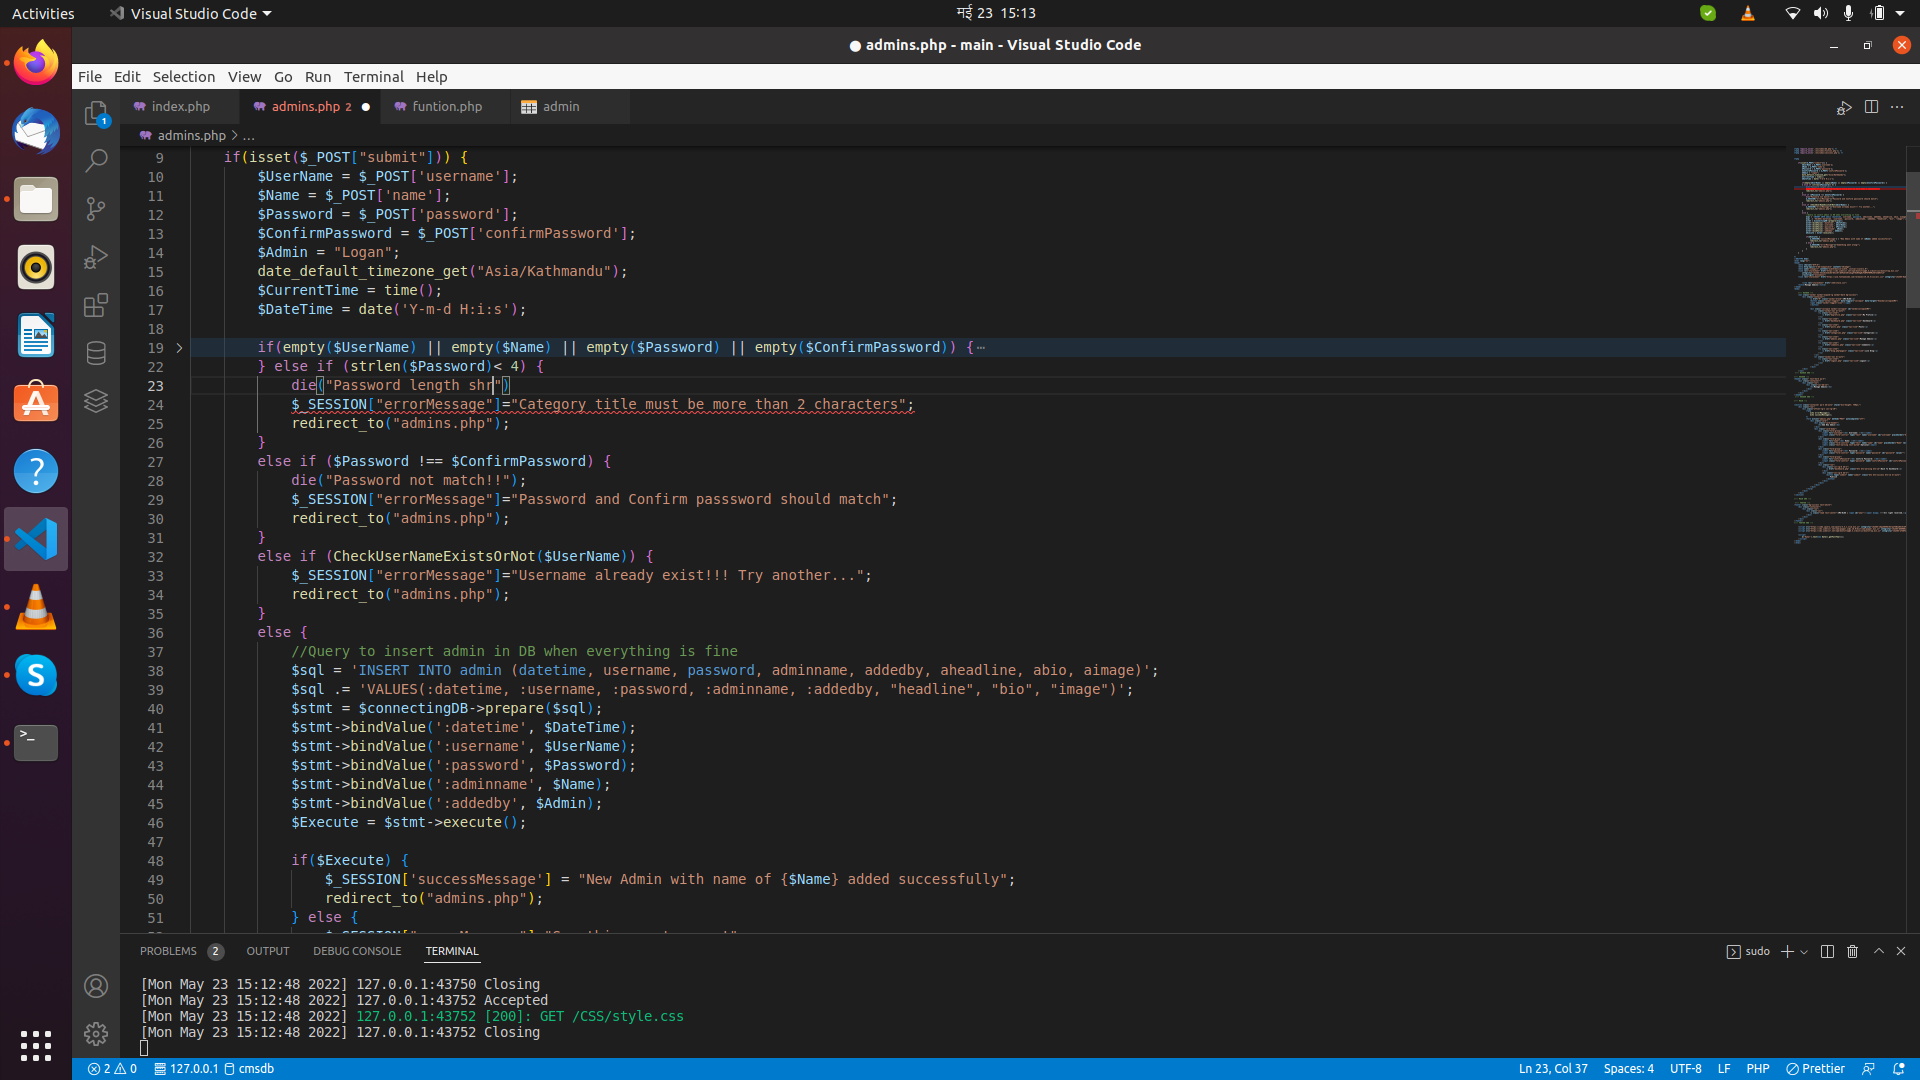 Activities
Visual Studio Code
मई 23 15:13
● admins.php - main - Visual Studio Code
File Edit Selection View Go Run Terminal Help
index.php
admins.php 2 ●
funtion.php
admin
admins.php > ...
9 if(isset($_POST["submit"])) {
10 $UserName = $_POST['username'];
11 $Name = $_POST['name'];
12 $Password = $_POST['password'];
13 $ConfirmPassword = $_POST['confirmPassword'];
14 $Admin = "Logan";
15 date_default_timezone_get("Asia/Kathmandu");
16 $CurrentTime = time();
17 $DateTime = date('Y-m-d H:i:s');
18
19 if(empty($UserName) || empty($Name) || empty($Password) || empty($ConfirmPassword)) {⋯
22 } else if (strlen($Password)< 4) {
23 die("Password length shr")
24 $_SESSION["errorMessage"]="Category title must be more than 2 characters";
25 redirect_to("admins.php");
26 }
27 else if ($Password !== $ConfirmPassword) {
28 die("Password not match!!");
29 $_SESSION["errorMessage"]="Password and Confirm passsword should match";
30 redirect_to("admins.php");
31 }
32 else if (CheckUserNameExistsOrNot($UserName)) {
33 $_SESSION["errorMessage"]="Username already exist!!! Try another...";
34 redirect_to("admins.php");
35 }
36 else {
37 //Query to insert admin in DB when everything is fine
38 $sql = 'INSERT INTO admin (datetime, username, password, adminname, addedby, aheadline, abio, aimage)';
39 $sql .= 'VALUES(:datetime, :username, :password, :adminname, :addedby, "headline", "bio", "image")';
40 $stmt = $connectingDB->prepare($sql);
41 $stmt->bindValue(':datetime', $DateTime);
42 $stmt->bindValue(':username', $UserName);
43 $stmt->bindValue(':password', $Password);
44 $stmt->bindValue(':adminname', $Name);
45 $stmt->bindValue(':addedby', $Admin);
46 $Execute = $stmt->execute();
47
48 if($Execute) {
49 $_SESSION['successMessage'] = "New Admin with name of {$Name} added successfully";
50 redirect_to("admins.php");
51 } else {
PROBLEMS 2 OUTPUT DEBUG CONSOLE TERMINAL
sudo
[Mon May 23 15:12:48 2022] 127.0.0.1:43750 Closing
[Mon May 23 15:12:48 2022] 127.0.0.1:43752 Accepted
[Mon May 23 15:12:48 2022] 127.0.0.1:43752 [200]: GET /CSS/style.css
[Mon May 23 15:12:48 2022] 127.0.0.1:43752 Closing
2 0 127.0.0.1 cmsdb
Ln 23, Col 37 Spaces: 4 UTF-8 LF PHP Prettier